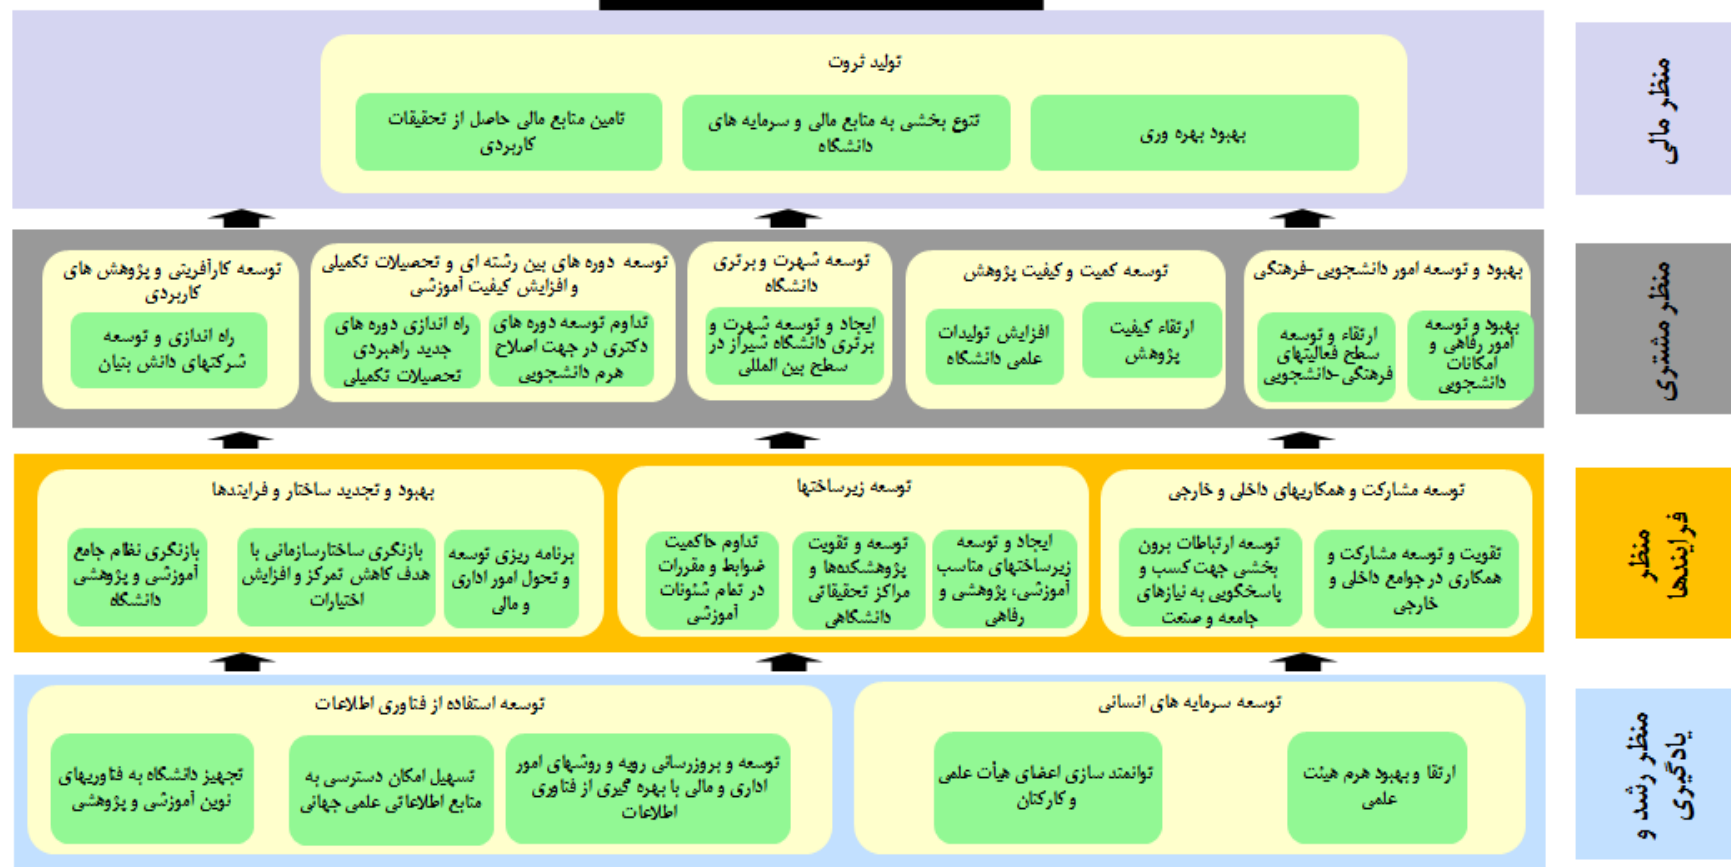 منظر مالی
تولید ثروت
بهبود بهره وری
تنوع بخشی به منابع مالی و سرمایه های
دانشگاه
تامین منابع مالی حاصل از تحقیقات
کاربردی
منظر مشتری
بهبود و توسعه امور دانشجویی-فرهنگی
بهبود و توسعه
امور رفاهی و
امکانات
دانشجویی
ارتقاء و توسعه
سطح فعالیتهای
فرهنگی-دانشجویی
توسعه کمیت و کیفیت پژوهش
ارتقاء کیفیت
پژوهش
افزایش تولیدات
علمی دانشگاه
توسعه شهرت و برتری
دانشگاه
ایجاد و توسعه شهرت و
برتری دانشگاه شیراز در
سطح بین المللی
توسعه دوره های بین رشته ای و تحصیلات تکمیلی
و افزایش کیفیت آموزشی
تداوم توسعه دوره های
دکتری در جهت اصلاح
هرم دانشجویی
راه اندازی دوره های
جدید راهبردی
تحصیلات تکمیلی
توسعه کارآفرینی و پژوهش های
کاربردی
راه اندازی و توسعه
شرکتهای دانش بنیان
منظر
فرایندها
توسعه مشارکت و همکاریهای داخلی و خارجی
تقویت و توسعه مشارکت و
همکاری در جوامع داخلی و
خارجی
توسعه ارتباطات برون
بخشی جهت کسب و
پاسخگویی به نیازهای
جامعه و صنعت
توسعه زیرساختها
ایجاد و توسعه
زیرساختهای مناسب
آموزشی، پژوهشی و
رفاهی
توسعه و تقویت
پژوهشکده‌ها و
مراکز تحقیقاتی
دانشگاهی
تداوم حاکمیت
ضوابط و مقررات
در تمام شئونات
آموزشی
بهبود و تجدید ساختار و فرایندها
برنامه ریزی توسعه
و تحول امور اداری
و مالی
بازنگری ساختارسازمانی با
هدف کاهش تمرکز و افزایش
اختیارات
بازنگری نظام جامع
آموزشی و پژوهشی
دانشگاه
منظر رشد و
یادگیری
توسعه سرمایه های انسانی
ارتقا و بهبود هرم هیئت
علمی
توانمند سازی اعضای هیأت علمی
و کارکنان
توسعه استفاده از فناوری اطلاعات
توسعه و بروزرسانی رویه و روشهای امور
اداری و مالی با بهره گیری از فناوری
اطلاعات
تسهیل امکان دسترسی به
منابع اطلاعاتی علمی جهانی
تجهیز دانشگاه به فناوریهای
نوین آموزشی و پژوهشی